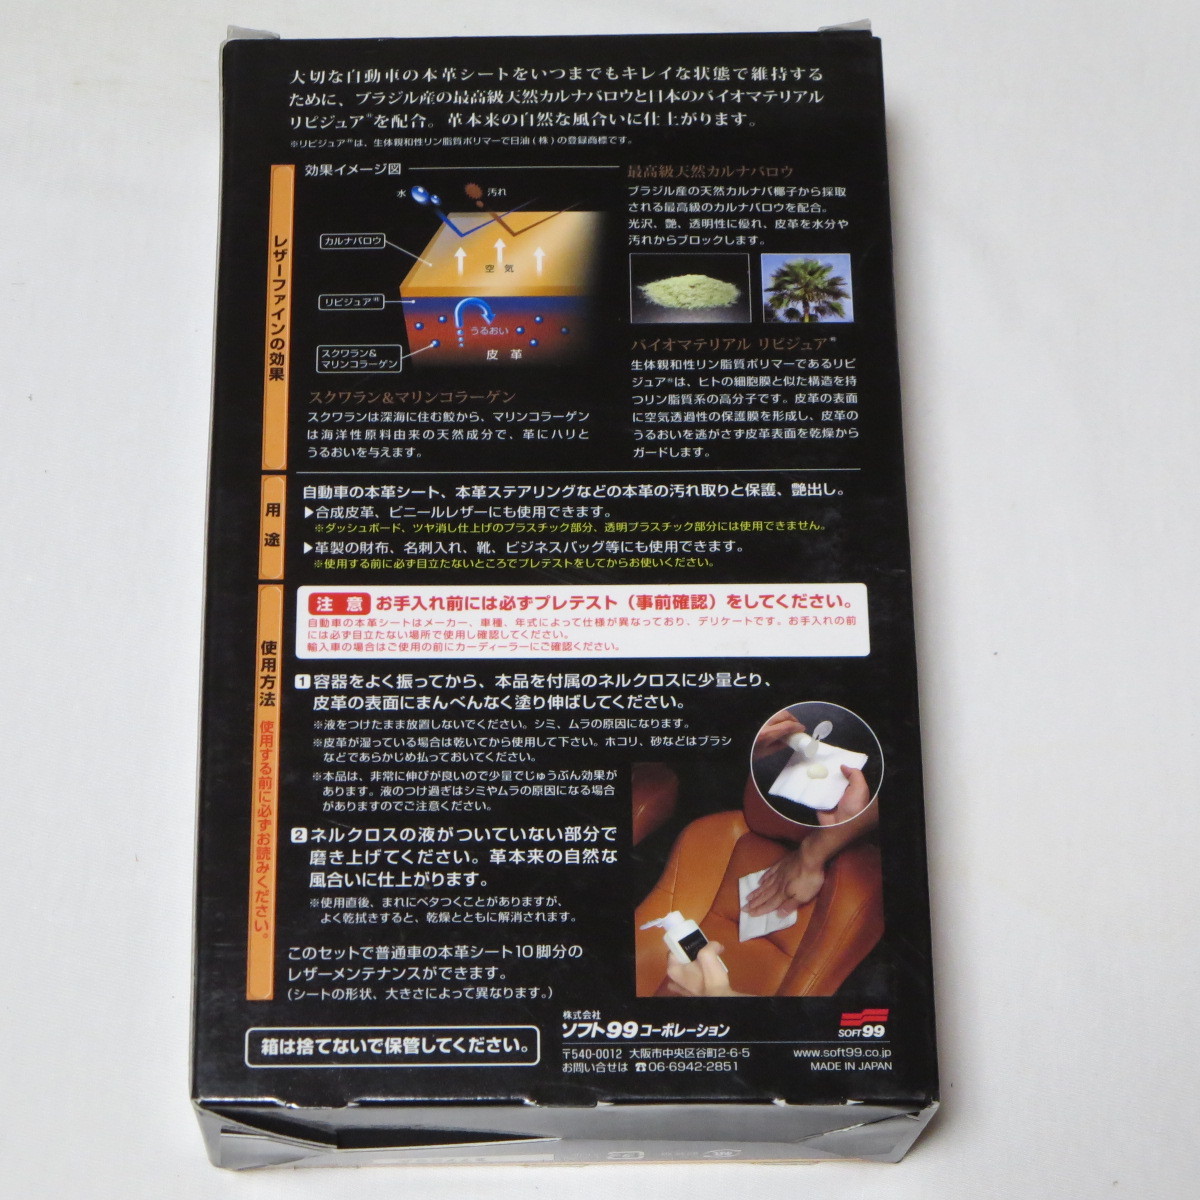 大切な自動車の本革シートをいつまでもキレイな状態で維持する
ために、ブラジル産の最高級天然カルナバロウと日本のバイオマテリアル
リピジュア®を配合。革本来の自然な風合いに仕上がります。
※リピジュア®は、生体親和性リン脂質ポリマーで日油(株)の登録商標です。
レザーファインの効果
効果イメージ図
水
汚れ
カルナバロウ
空気
リピジュア®
うるおい
スクワラン&
マリンコラーゲン
皮革
スクワラン&マリンコラーゲン
スクワランは深海に住む鮫から、マリンコラーゲン
は海洋性原料由来の天然成分で、革にハリと
うるおいを与えます。
最高級天然カルナバロウ
ブラジル産の天然カルナバ椰子から採取
される最高級のカルナバロウを配合。
光沢、艶、透明性に優れ、皮革を水分や
汚れからブロックします。
バイオマテリアル リピジュア®
生体親和性リン脂質ポリマーであるリピ
ジュア®は、ヒトの細胞膜と似た構造を持
つリン脂質系の高分子です。皮革の表面
に空気透過性の保護膜を形成し、皮革の
うるおいを逃がさず皮革表面を乾燥から
ガードします。
用途
自動車の本革シート、本革ステアリングなどの本革の汚れ取りと保護、艶出し。
▶合成皮革、ビニールレザーにも使用できます。
※ダッシュボード、ツヤ消し仕上げのプラスチック部分、透明プラスチック部分には使用できません。
▶革製の財布、名刺入れ、靴、ビジネスバッグ等にも使用できます。
※使用する前に必ず目立たないところでプレテストをしてからお使いください。
使用方法 使用する前に必ずお読みください。
注意 お手入れ前には必ずプレテスト(事前確認)をしてください。
自動車の本革シートはメーカー、車種、年式によって仕様が異なっており、デリケートです。お手入れの前
には必ず目立たない場所で使用し確認してください。
輸入車の場合はご使用の前にカーディーラーにご確認ください。
1 容器をよく振ってから、本品を付属のネルクロスに少量とり、
皮革の表面にまんべんなく塗り伸ばしてください。
※液をつけたまま放置しないでください。シミ、ムラの原因になります。
※皮革が湿っている場合は乾いてから使用して下さい。ホコリ、砂などはブラシ
などであらかじめ払っておいてください。
※本品は、非常に伸びが良いので少量でじゅうぶん効果が
あります。液のつけ過ぎはシミやムラの原因になる場合
がありますのでご注意ください。
2 ネルクロスの液がついていない部分で
磨き上げてください。革本来の自然な
風合いに仕上がります。
※使用直後、まれにベタつくことがありますが、
よく乾拭きすると、乾燥とともに解消されます。
このセットで普通車の本革シート10脚分の
レザーメンテナンスができます。
(シートの形状、大きさによって異なります。)
箱は捨てないで保管してください。
株式会社
ソフト99コーポレーション
〒540-0012 大阪市中央区谷町2-6-5
お問い合せは ☎06-6942-2851
SOFT99
www.soft99.co.jp
MADE IN JAPAN